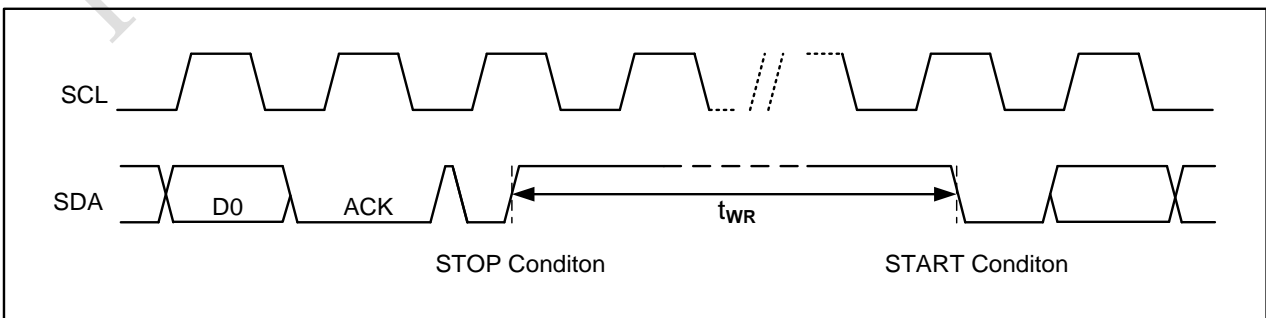 SCL
SDA
D0
ACK
tWR
STOP Conditon
START Conditon